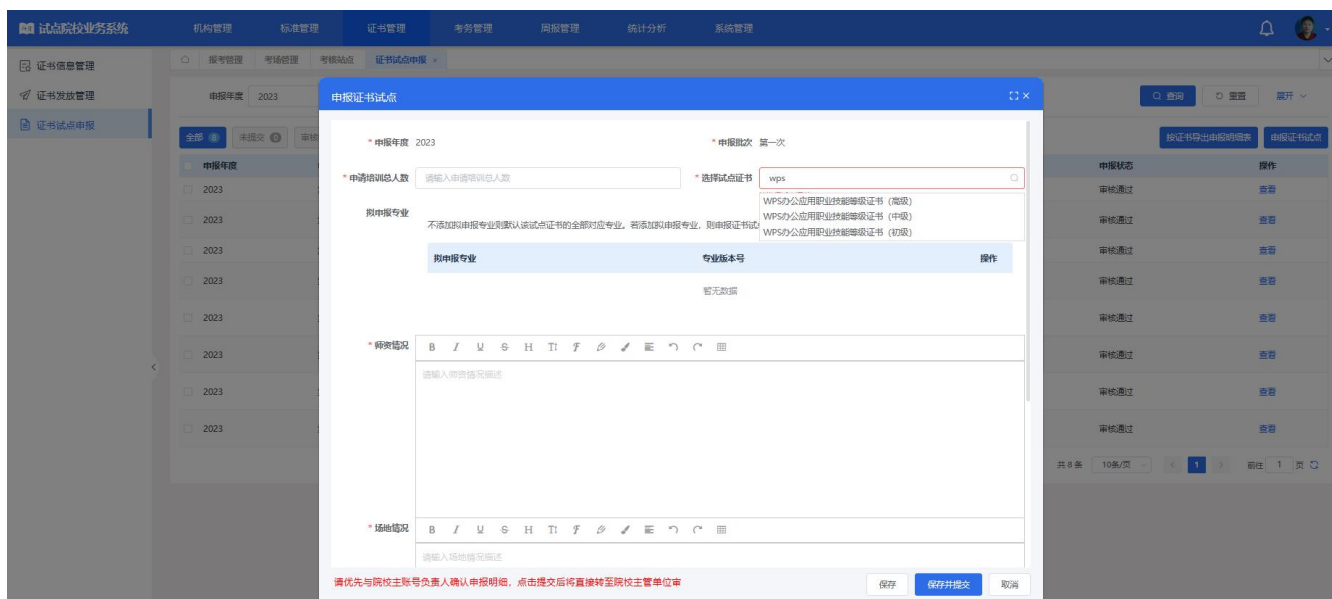 试点院校业务系统 机构管理 标准管理 证书管理 考务管理 周报管理 统计分析 系统管理
证书信息管理
证书发放管理
证书试点申报
报考管理 考场管理 考核站点 证书试点申报 ×
申报年度 2023 查询 重置 展开
全部 0 未提交 0 审核 按证书导出申报明细表 申报证书试点
申报年度 申报状态 操作
2023 审核通过 查看
2023 审核通过 查看
2023 审核通过 查看
2023 审核通过 查看
2023 审核通过 查看
2023 审核通过 查看
2023 审核通过 查看
2023 审核通过 查看
共 8 条 10条/页 1 前往 1 页
申报证书试点
* 申报年度 2023 * 申报批次 第一次
* 申请培训总人数 请输入申请培训总人数 * 选择试点证书 wps
WPS办公应用职业技能等级证书（高级）
WPS办公应用职业技能等级证书（中级）
WPS办公应用职业技能等级证书（初级）
拟申报专业
不添加拟申报专业则默认该试点证书的全部对应专业。若添加拟申报专业，则申报证书试
拟申报专业 专业版本号 操作
暂无数据
* 师资情况 B I U S H TI F
请输入师资情况描述
* 场地情况 B I U S H TI F
请输入场地情况描述
请优先与院校主账号负责人确认申报明细，点击提交后将直接转至院校主管单位审
保存 保存并提交 取消